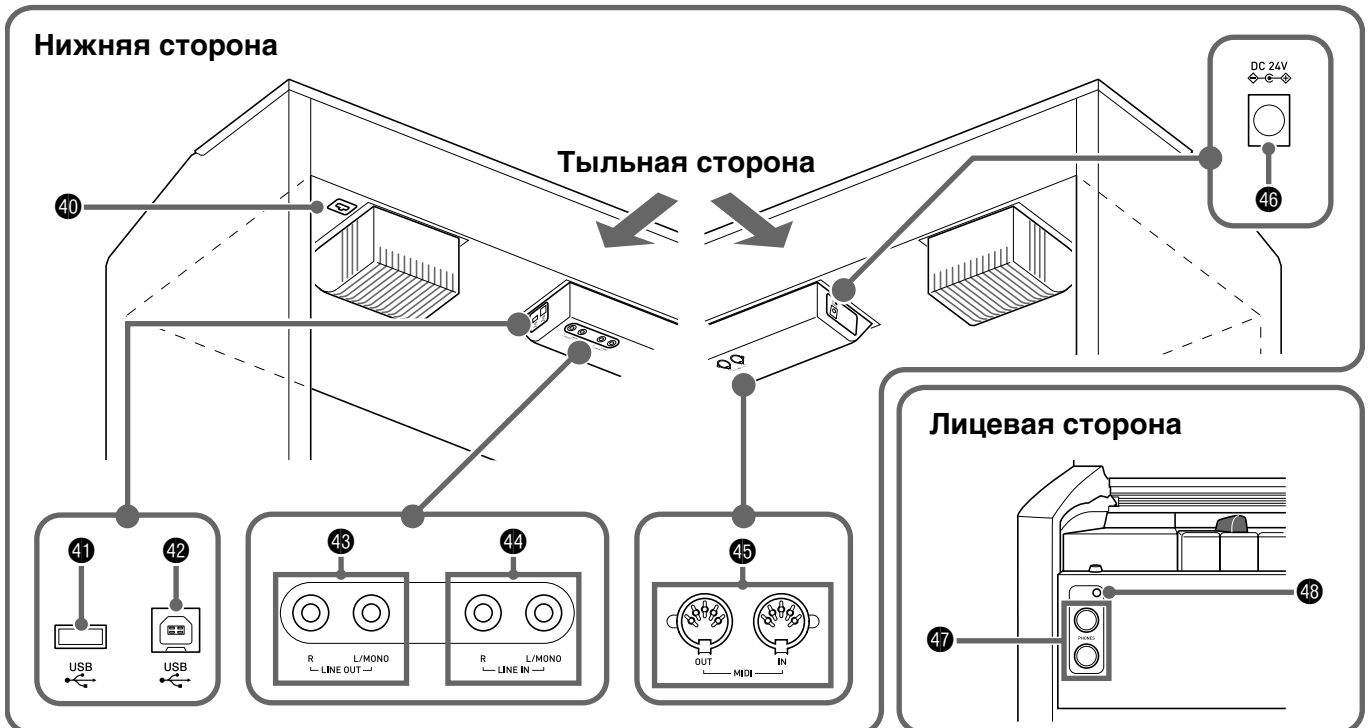 Нижняя сторона
DC 24V
Тыльная сторона
40
46
Лицевая сторона
41
42
43
44
45
48
47
R
L/MONO
R
L/MONO
OUT
IN
PHONES
USB
USB
LINE OUT
LINE IN
MIDI